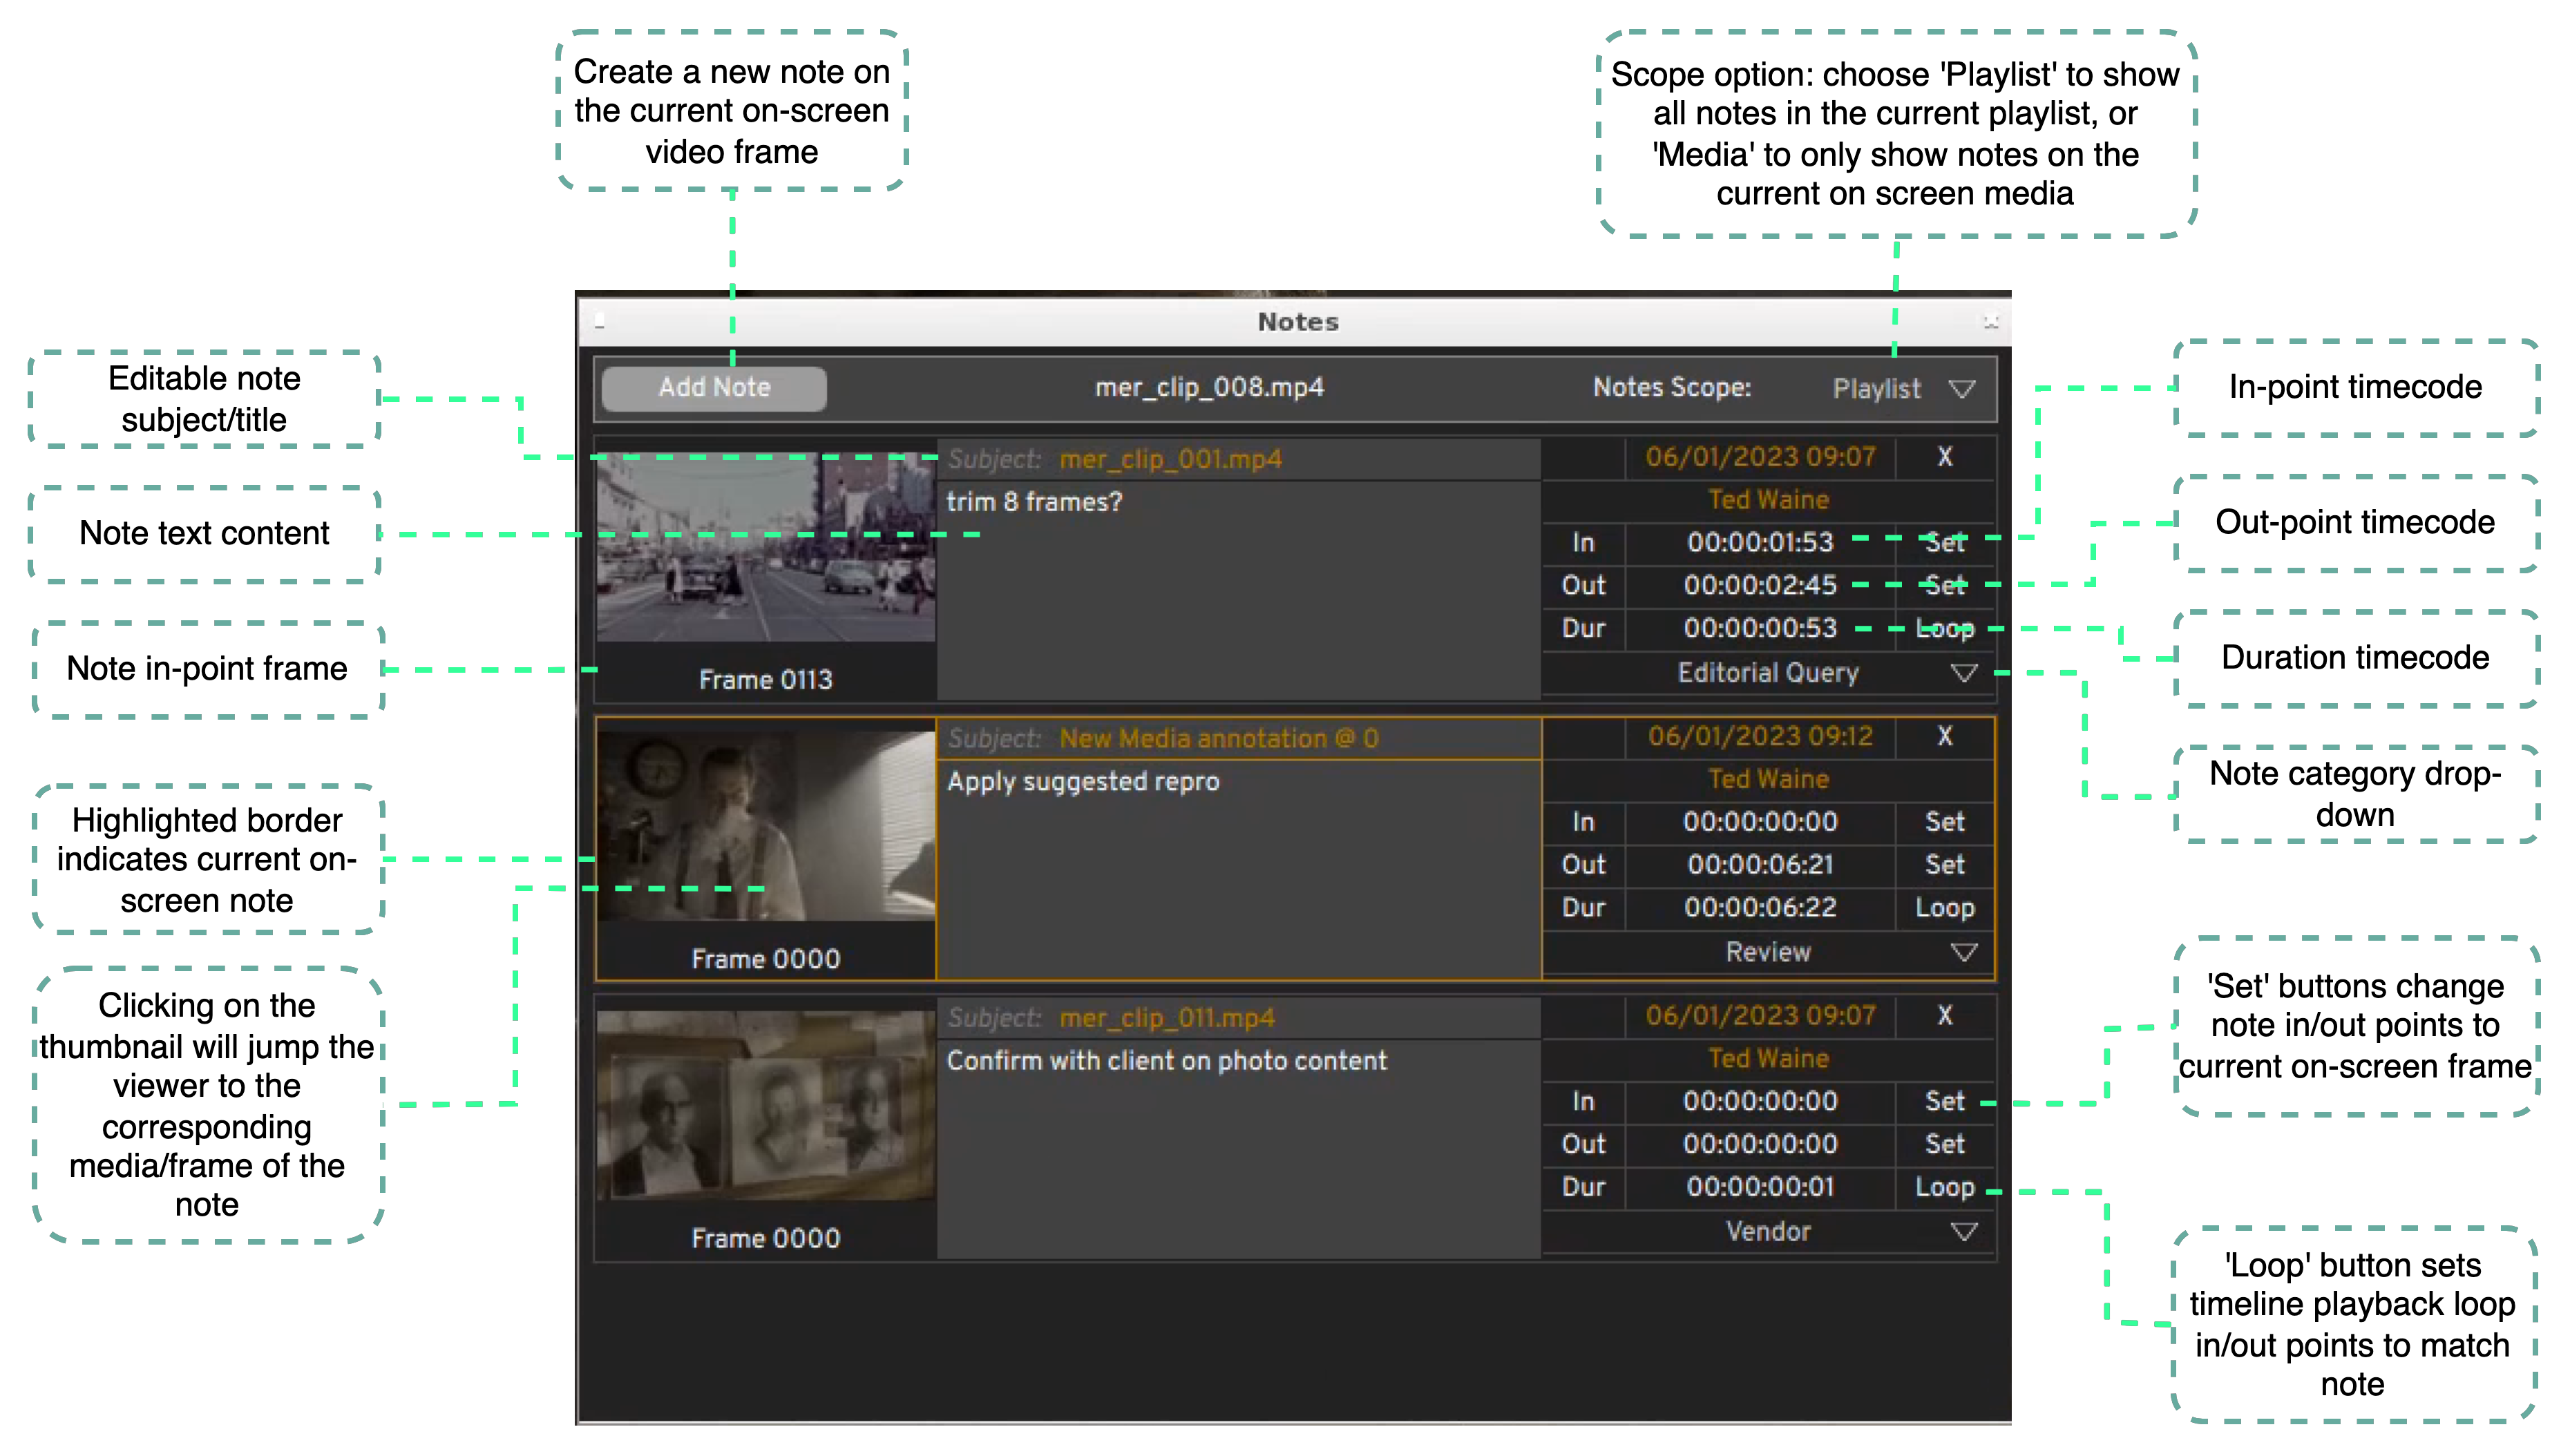 Create a new note on
the current on-screen
video frame
Scope option: choose 'Playlist' to show
all notes in the current playlist, or
'Media' to only show notes on the
current on screen media
Notes
Add Note
mer_clip_008.mp4
Notes Scope:
Playlist
Editable note
subject/title
Note text content
Note in-point frame
Highlighted border
indicates current on-
screen note
Clicking on the
thumbnail will jump the
viewer to the
corresponding
media/frame of the
note
Frame 0113
Subject: mer_clip_001.mp4
trim 8 frames?
06/01/2023 09:07 X
Ted Waine
In 00:00:01:53 Set
Out 00:00:02:45 Set
Dur 00:00:00:53 Loop
Editorial Query
Frame 0000
Subject: New Media annotation @ 0
Apply suggested repro
06/01/2023 09:12 X
Ted Waine
In 00:00:00:00 Set
Out 00:00:06:21 Set
Dur 00:00:06:22 Loop
Review
Frame 0000
Subject: mer_clip_011.mp4
Confirm with client on photo content
06/01/2023 09:07 X
Ted Waine
In 00:00:00:00 Set
Out 00:00:00:00 Set
Dur 00:00:00:01 Loop
Vendor
In-point timecode
Out-point timecode
Duration timecode
Note category drop-
down
'Set' buttons change
note in/out points to
current on-screen frame
'Loop' button sets
timeline playback loop
in/out points to match
note